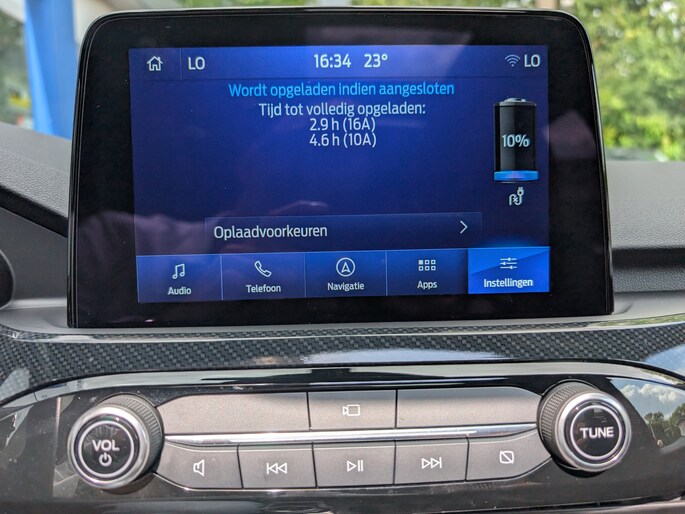 LO 16:34 23° LO
Wordt opgeladen indien aangesloten
Tijd tot volledig opgeladen:
2.9 h (16A)
4.6 h (10A)
10%
Oplaadvoorkeuren
Audio Telefoon Navigatie Apps Instellingen
VOL TUNE